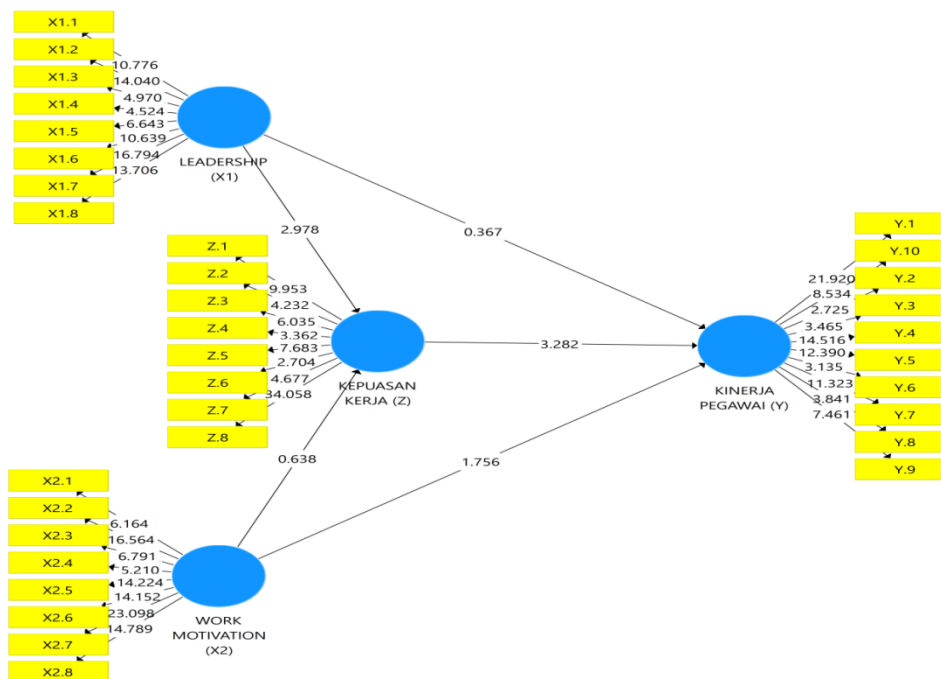 X1.1
X1.2
X1.3
X1.4
X1.5
X1.6
X1.7
X1.8
10.776
14.040
4.970
4.524
6.643
10.639
16.794
13.706
LEADERSHIP
(X1)
2.978
0.367
Z.1
Z.2
Z.3
Z.4
Z.5
Z.6
Z.7
Z.8
9.953
4.232
6.035
3.362
7.683
2.704
4.677
34.058
KEPUASAN
KERJA (Z)
3.282
Y.1
Y.10
Y.2
Y.3
Y.4
Y.5
Y.6
Y.7
Y.8
Y.9
21.920
8.534
2.725
3.465
14.516
12.390
3.135
11.323
3.841
7.461
KINERJA
PEGAWAI (Y)
0.638
1.756
X2.1
X2.2
X2.3
X2.4
X2.5
X2.6
X2.7
X2.8
6.164
16.564
6.791
5.210
14.224
14.152
23.098
14.789
WORK
MOTIVATION
(X2)